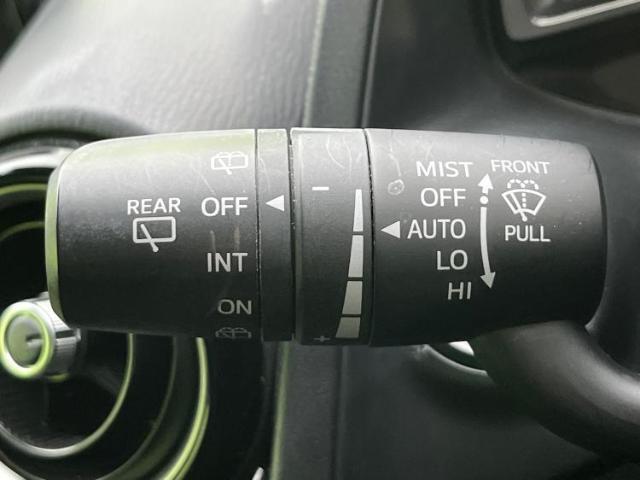 REAR
OFF
INT
ON
−
+
MIST
OFF
AUTO
LO
HI
FRONT
PULL